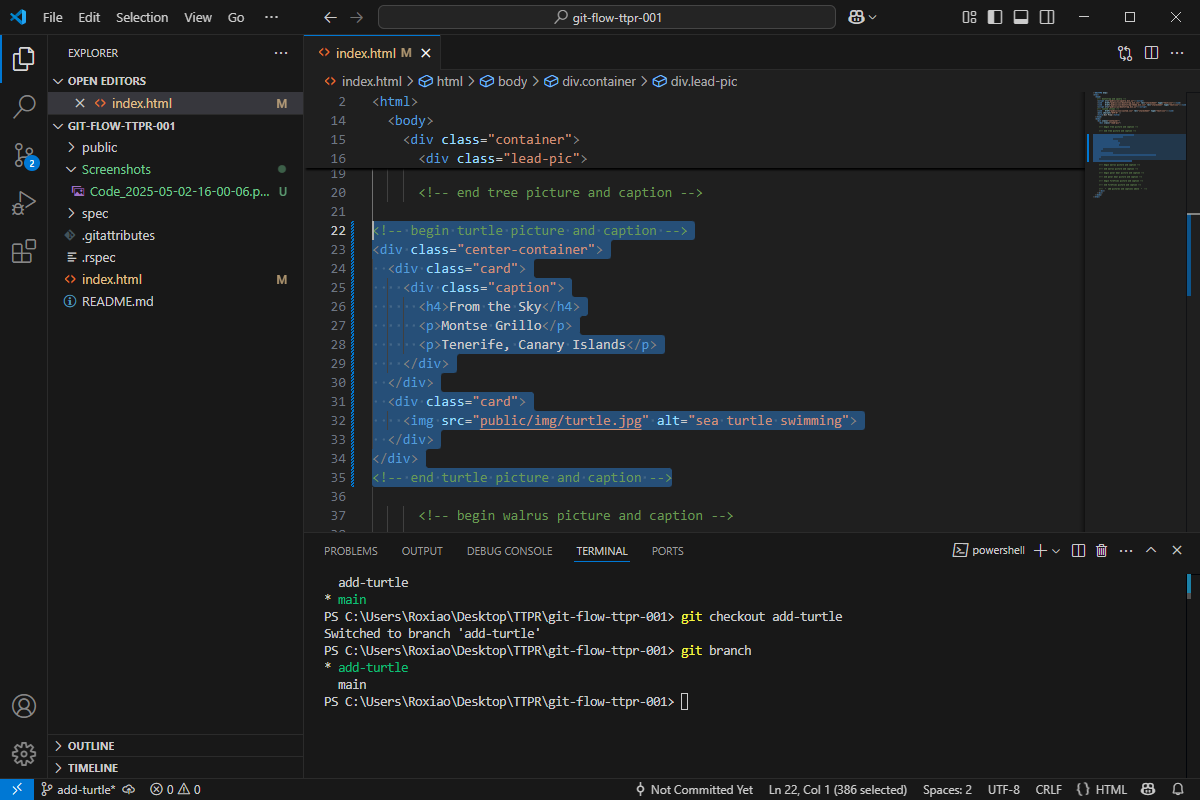 File Edit Selection View Go ··· git-flow-ttpr-001
EXPLORER ···
OPEN EDITORS
index.html M
GIT-FLOW-TTPR-001
public
Screenshots
Code_2025-05-02-16-00-06.p... U
spec
.gitattributes
.rspec
index.html M
README.md
OUTLINE
TIMELINE
2
index.html M
index.html > html > body > div.container > div.lead-pic
2 <html>
14 <body>
15 <div class="container">
16 <div class="lead-pic">
19
20 <!-- end tree picture and caption -->
21
22 <!-- begin turtle picture and caption -->
23 <div class="center-container">
24 <div class="card">
25 <div class="caption">
26 <h4>From the Sky</h4>
27 <p>Montse Grillo</p>
28 <p>Tenerife, Canary Islands</p>
29 </div>
30 </div>
31 <div class="card">
32 <img src="public/img/turtle.jpg" alt="sea turtle swimming">
33 </div>
34 </div>
35 <!-- end turtle picture and caption -->
36
37 <!-- begin walrus picture and caption -->
PROBLEMS OUTPUT DEBUG CONSOLE TERMINAL PORTS powershell
add-turtle
* main
PS C:\Users\Roxiao\Desktop\TTPR\git-flow-ttpr-001> git checkout add-turtle
Switched to branch 'add-turtle'
PS C:\Users\Roxiao\Desktop\TTPR\git-flow-ttpr-001> git branch
* add-turtle
main
PS C:\Users\Roxiao\Desktop\TTPR\git-flow-ttpr-001>
add-turtle* 0 0 Not Committed Yet Ln 22, Col 1 (386 selected) Spaces: 2 UTF-8 CRLF {} HTML